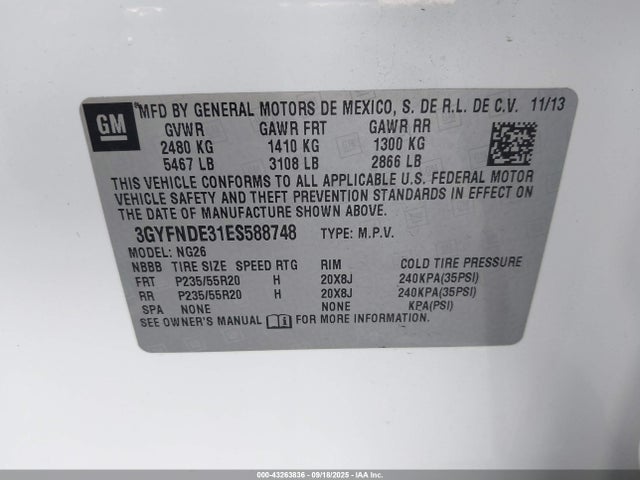 GM
MFD BY GENERAL MOTORS DE MEXICO, S. DE R.L. DE C.V. 11/13
GVWR GAWR FRT GAWR RR
2480 KG 1410 KG 1300 KG
5467 LB 3108 LB 2866 LB
THIS VEHICLE CONFORMS TO ALL APPLICABLE U.S. FEDERAL MOTOR
VEHICLE SAFETY AND THEFT PREVENTION STANDARDS IN EFFECT ON
THE DATE OF MANUFACTURE SHOWN ABOVE.
3GYFNDE31ES588748 TYPE: M.P.V.
MODEL: NG26
NBBB TIRE SIZE SPEED RTG RIM COLD TIRE PRESSURE
FRT P235/55R20 H 20X8J 240KPA(35PSI)
RR P235/55R20 H 20X8J 240KPA(35PSI)
SPA NONE NONE KPA(PSI)
SEE OWNER'S MANUAL FOR MORE INFORMATION.
000-43263836 - 09/18/2025 - IAAI, Inc.